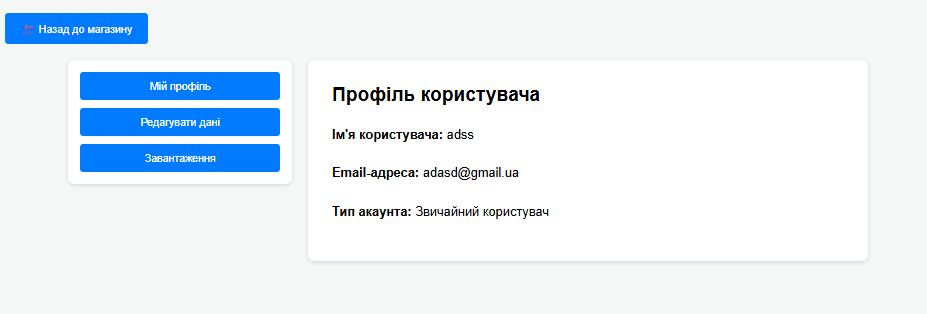 Назад до магазину
Мій профіль
Редагувати дані
Завантаження
Профіль користувача
Ім'я користувача: adss
Email-адреса: adasd@gmail.ua
Тип акаунта: Звичайний користувач